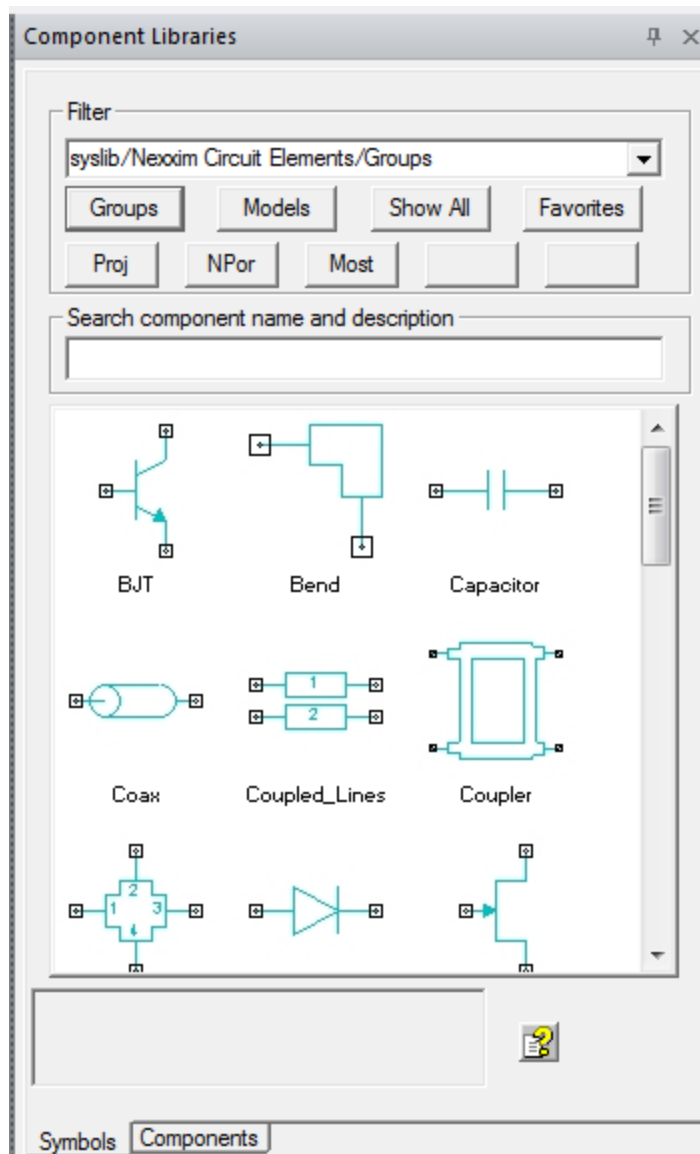 Component Libraries
Filter
syslib/Nexxim Circuit Elements/Groups
Groups Models Show All Favorites
Proj NPor Most
Search component name and description
BJT Bend Capacitor
1
2
Coax Coupled_Lines Coupler
2
1 3
Symbols Components